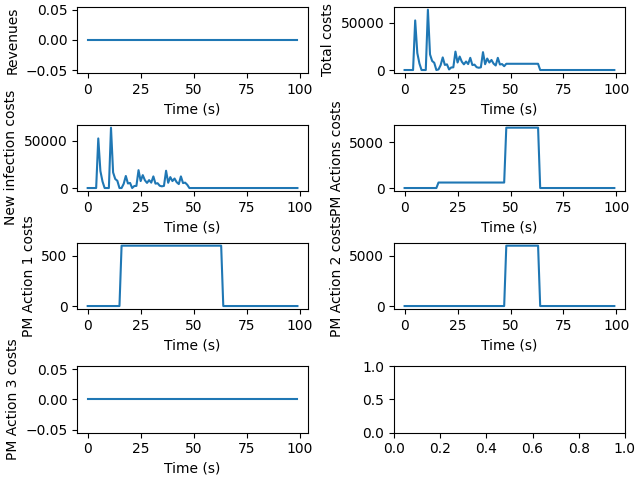 Revenues
0.05
0.00
−0.05
0 25 50 75 100
Time (s)
Total costs
50000
0
0 25 50 75 100
Time (s)
New infection costs
50000
0
0 25 50 75 100
Time (s)
PM Actions costs
5000
0
0 25 50 75 100
Time (s)
PM Action 1 costs
500
0
0 25 50 75 100
Time (s)
PM Action 2 costs
5000
0
0 25 50 75 100
Time (s)
PM Action 3 costs
0.05
0.00
−0.05
0 25 50 75 100
Time (s)
1.0
0.5
0.0
0.0 0.2 0.4 0.6 0.8 1.0